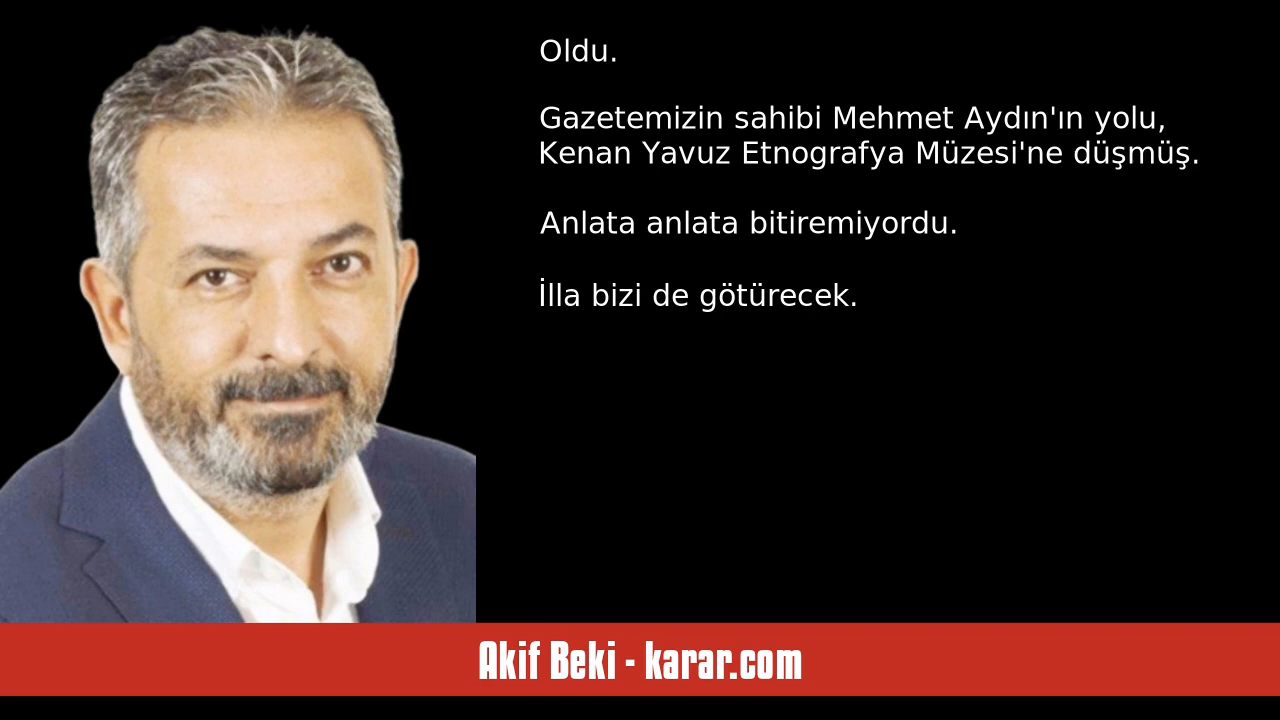 Oldu.
Gazetemizin sahibi Mehmet Aydın'ın yolu,
Kenan Yavuz Etnografya Müzesi'ne düşmüş.
Anlata anlata bitiremiyordu.
İlla bizi de götürecek.
Akif Beki - karar.com